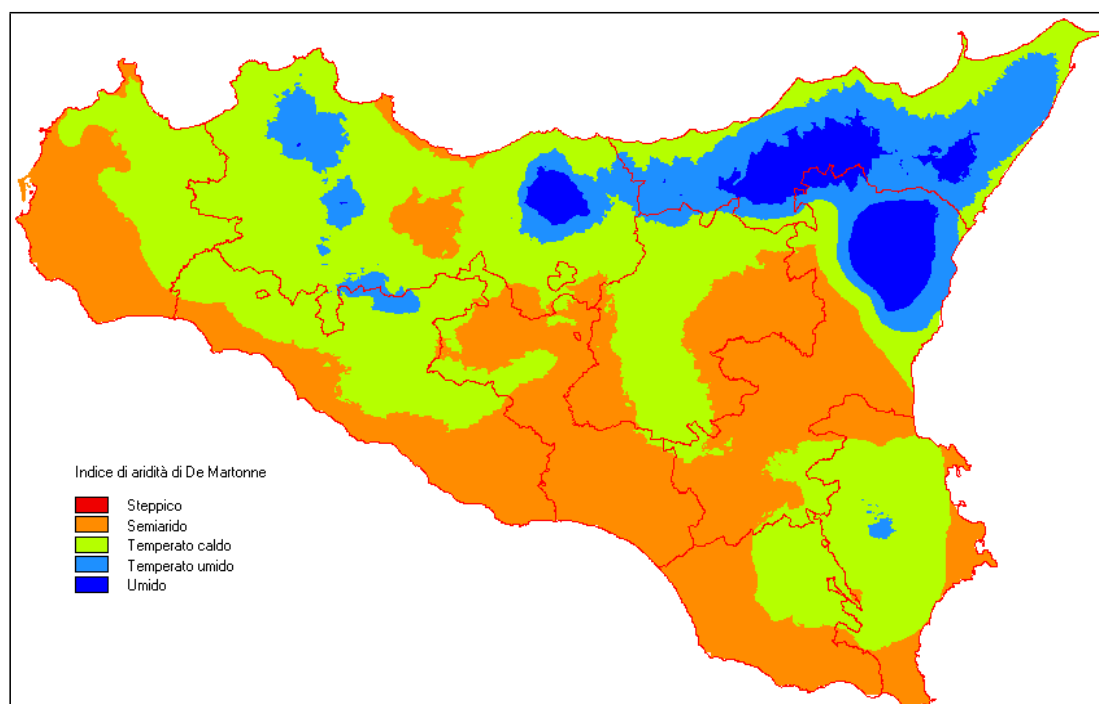 Indice di aridità di De Martonne
Steppico
Semiarido
Temperato caldo
Temperato umido
Umido